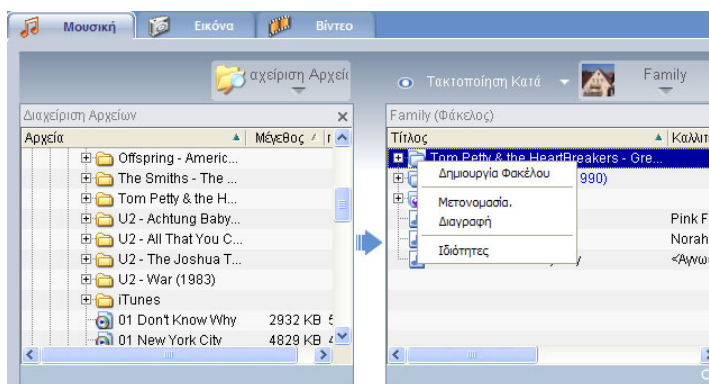 Μουσική Εικόνα Βίντεο
αχείριση Αρχεί
Τακτοποίηση Κατά
Family
Διαχείριση Αρχείων
Αρχεία Μέγεθος
Offspring - Americ...
The Smiths - The ...
Tom Petty & the H...
U2 - Achtung Baby...
U2 - All That You C...
U2 - The Joshua T...
U2 - War (1983)
iTunes
01 Don't Know Why 2932 KB
01 New York City 4829 KB
Family (Φάκελος)
Τίτλος Καλλιτ
Tom Petty & the HeartBreakers - Gre...
Δημιουργία Φακέλου
990)
Μετονομασία.
Διαγραφή
Pink F
Norah
Ιδιότητες
<Άγνω